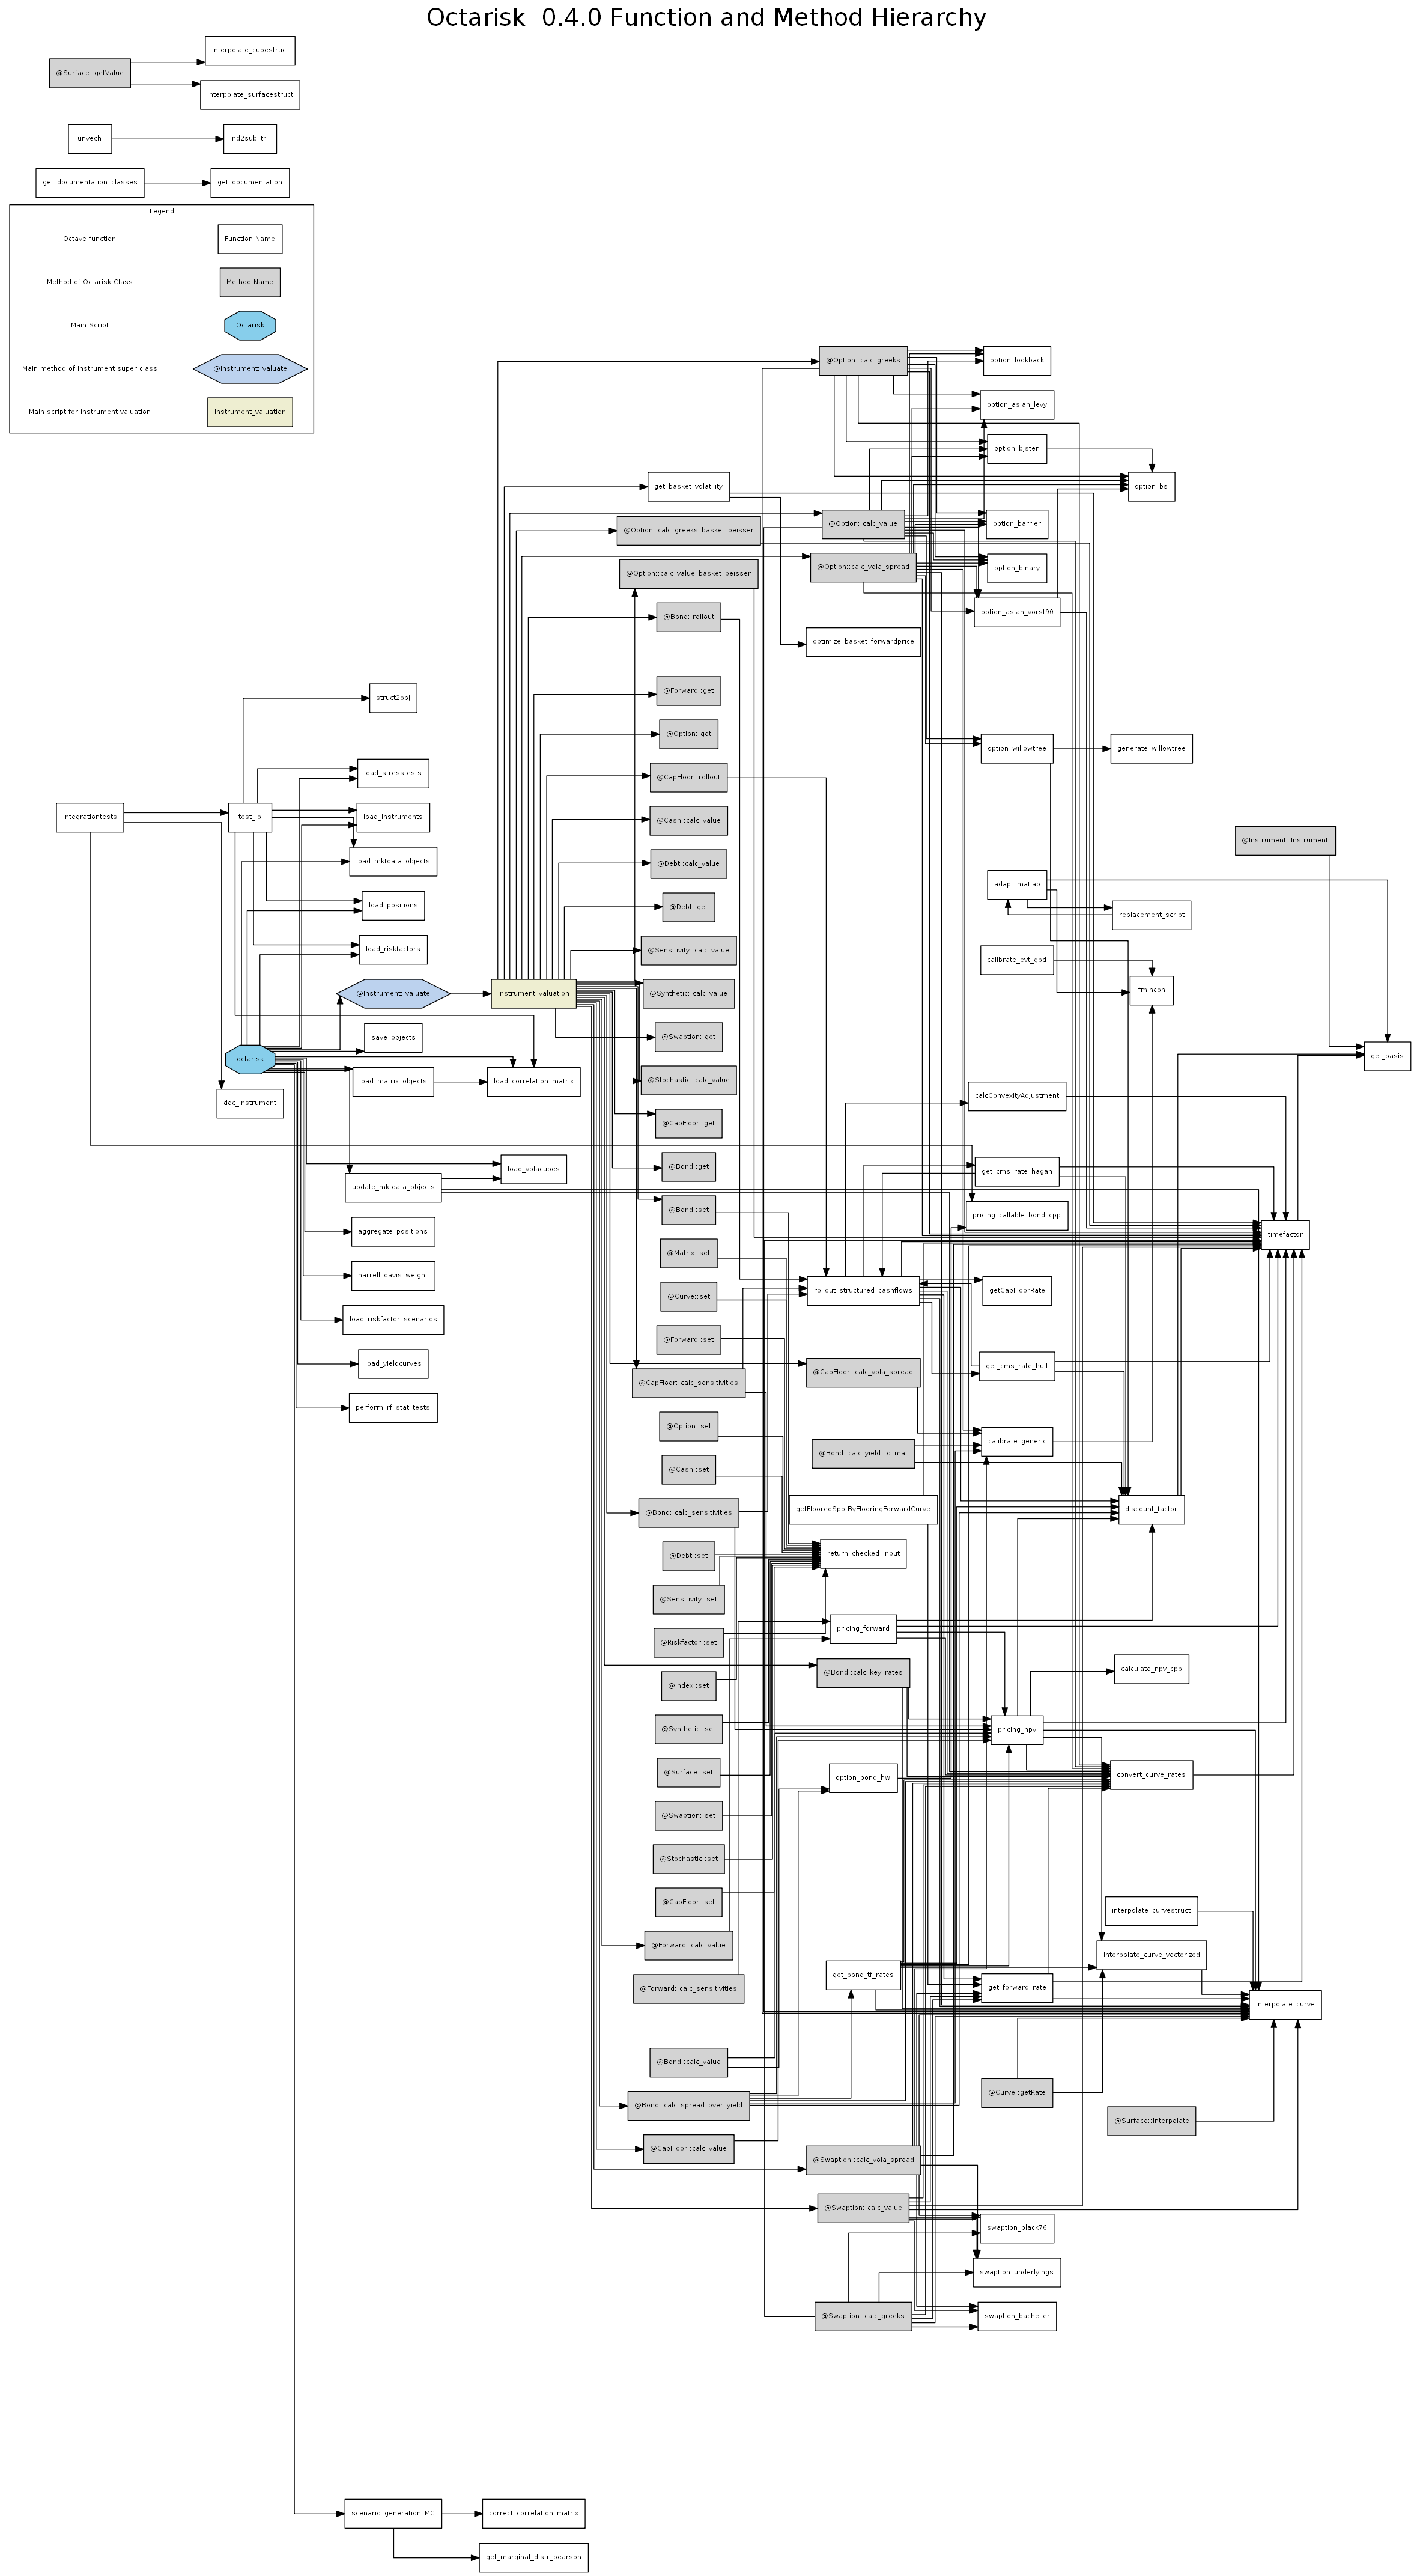 Octarisk  0.4.0 Function and Method Hierarchy
interpolate_cubestruct
@Surface::getValue
interpolate_surfacestruct
unvech
ind2sub_tril
get_documentation_classes
get_documentation
Legend
Octave function
Function Name
Method of Octarisk Class
Method Name
Main Script
Octarisk
Main method of instrument super class
@Instrument::valuate
Main script for instrument valuation
instrument_valuation
@Option::calc_greeks
option_lookback
option_asian_levy
option_bjsten
get_basket_volatility
option_bs
@Option::calc_value
option_barrier
@Option::calc_greeks_basket_beisser
@Option::calc_vola_spread
option_binary
@Option::calc_value_basket_beisser
option_asian_vorst90
@Bond::rollout
optimize_basket_forwardprice
@Forward::get
struct2obj
@Option::get
option_willowtree
generate_willowtree
load_stresstests
@CapFloor::rollout
integrationtests
test_io
load_instruments
@Cash::calc_value
@Instrument::Instrument
load_mktdata_objects
@Debt::calc_value
adapt_matlab
load_positions
@Debt::get
replacement_script
load_riskfactors
@Sensitivity::calc_value
calibrate_evt_gpd
@Instrument::valuate
instrument_valuation
@Synthetic::calc_value
fmincon
save_objects
@Swaption::get
octarisk
get_basis
load_matrix_objects
load_correlation_matrix
@Stochastic::calc_value
doc_instrument
calcConvexityAdjustment
@CapFloor::get
load_volacubes
@Bond::get
get_cms_rate_hagan
update_mktdata_objects
@Bond::set
pricing_callable_bond_cpp
aggregate_positions
timefactor
@Matrix::set
harrell_davis_weight
@Curve::set
rollout_structured_cashflows
getCapFloorRate
load_riskfactor_scenarios
@Forward::set
load_yieldcurves
get_cms_rate_hull
@CapFloor::calc_sensitivities
@CapFloor::calc_vola_spread
perform_rf_stat_tests
@Option::set
calibrate_generic
@Bond::calc_yield_to_mat
@Cash::set
@Bond::calc_sensitivities
getFlooredSpotByFlooringForwardCurve
discount_factor
@Debt::set
return_checked_input
@Sensitivity::set
pricing_forward
@Riskfactor::set
@Bond::calc_key_rates
calculate_npv_cpp
@Index::set
@Synthetic::set
pricing_npv
@Surface::set
option_bond_hw
convert_curve_rates
@Swaption::set
@Stochastic::set
@CapFloor::set
interpolate_curvestruct
@Forward::calc_value
interpolate_curve_vectorized
get_bond_tf_rates
@Forward::calc_sensitivities
get_forward_rate
interpolate_curve
@Bond::calc_value
@Curve::getRate
@Bond::calc_spread_over_yield
@Surface::interpolate
@CapFloor::calc_value
@Swaption::calc_vola_spread
@Swaption::calc_value
swaption_black76
swaption_underlyings
@Swaption::calc_greeks
swaption_bachelier
scenario_generation_MC
correct_correlation_matrix
get_marginal_distr_pearson